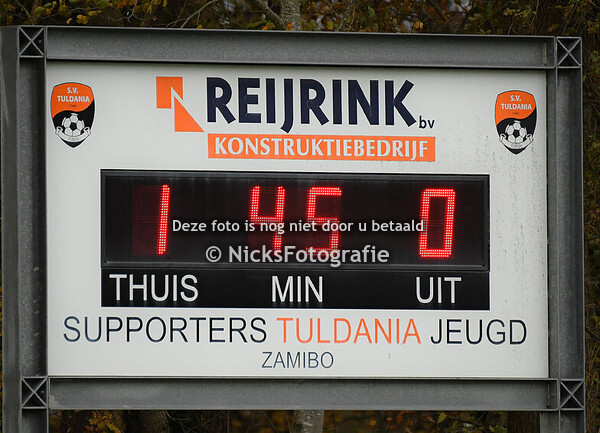 S.V.
TULDANIA
REIJRINK bv
KONSTRUKTIEBEDRIJF
S.V.
TULDANIA
1 45 0
Deze foto is nog niet door u betaald
© NicksFotografie
THUIS MIN UIT
SUPPORTERS TULDANIA JEUGD
ZAMIBO